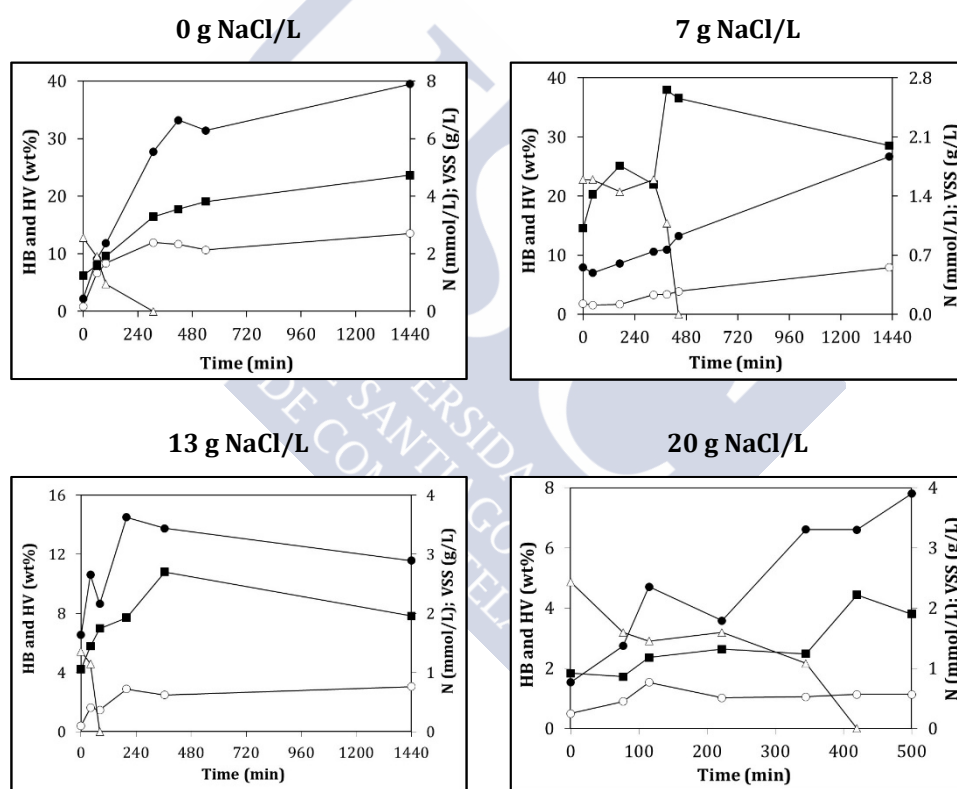 0 g NaCl/L
7 g NaCl/L
40
30
20
10
0
HB and HV (wt%)
8
6
4
2
0
N (mmol/L); VSS (g/L)
0 240 480 720 960 1200 1440
Time (min)
40
30
20
10
0
HB and HV (wt%)
2.8
2.1
1.4
0.7
0.0
N (mmol/L); VSS (g/L)
0 240 480 720 960 1200 1440
Time (min)
13 g NaCl/L
20 g NaCl/L
16
12
8
4
0
HB and HV (wt%)
4
3
2
1
0
N (mmol/L); VSS (g/L)
0 240 480 720 960 1200 1440
Time (min)
8
6
4
2
0
HB and HV (wt%)
4
3
2
1
0
N (mmol/L); VSS (g/L)
0 100 200 300 400 500
Time (min)